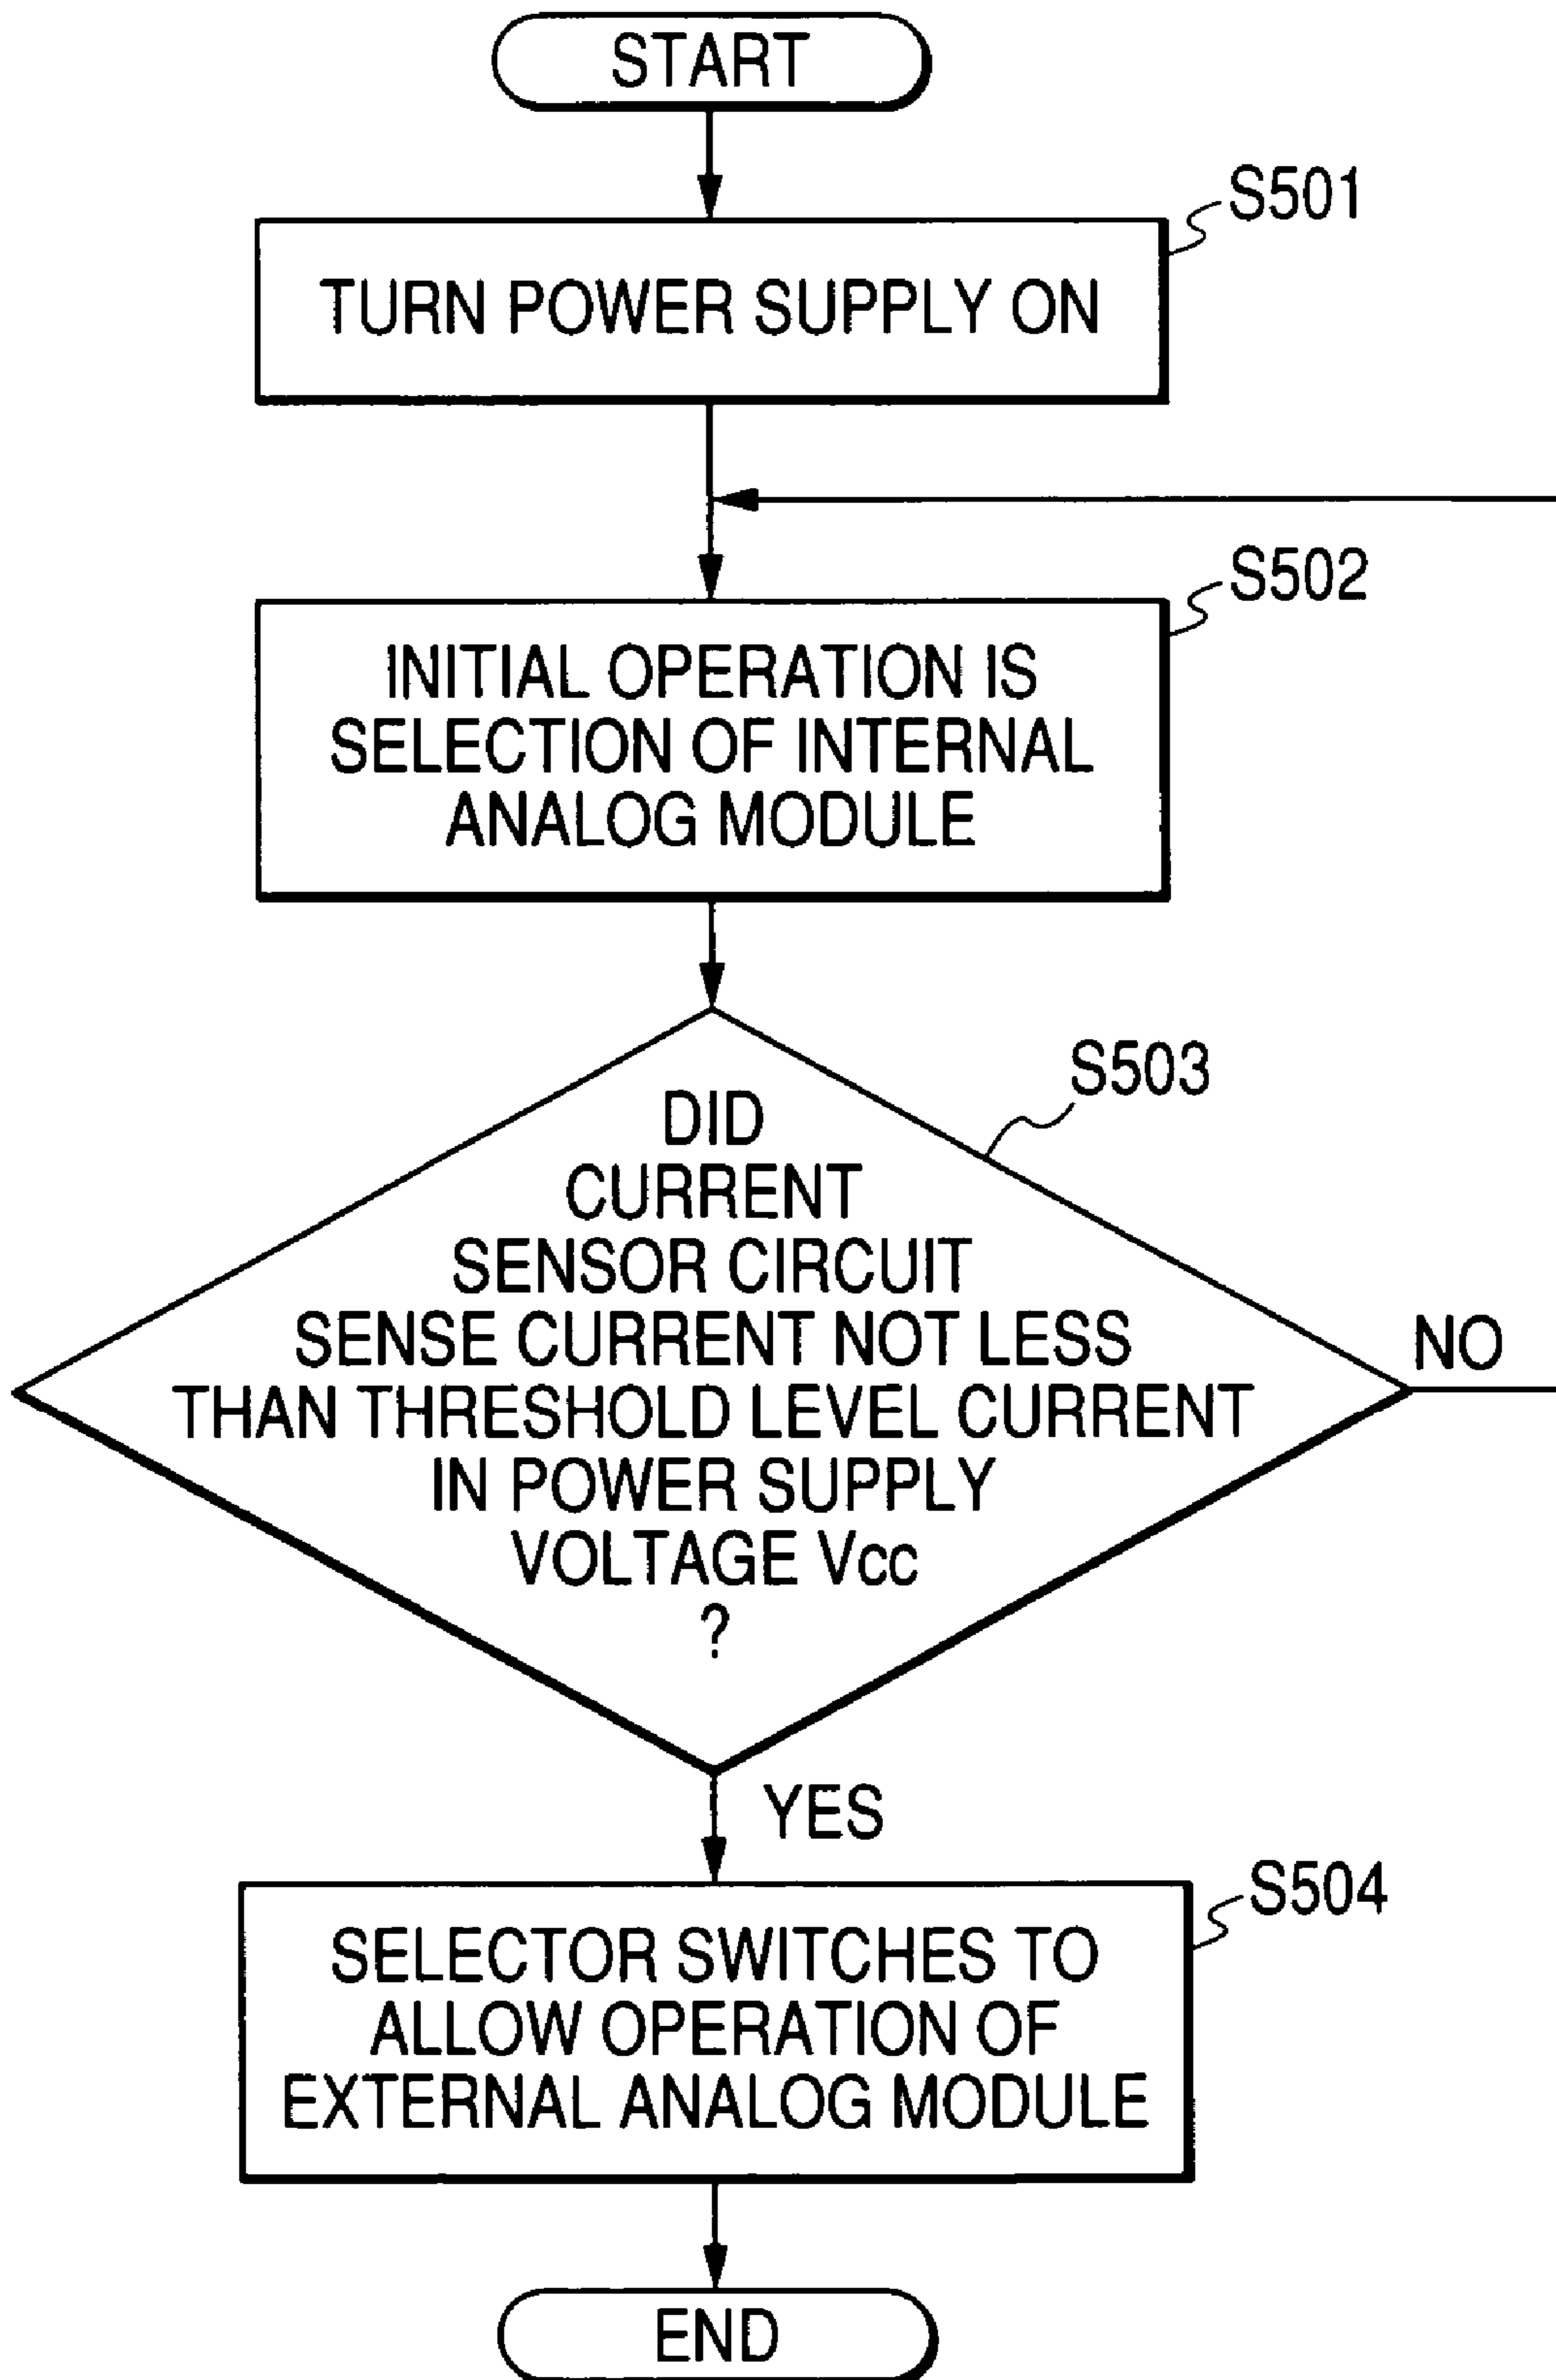 START
S501
TURN POWER SUPPLY ON
S502
INITIAL OPERATION IS
SELECTION OF INTERNAL
ANALOG MODULE
S503
DID
CURRENT
SENSOR CIRCUIT
SENSE CURRENT NOT LESS
THAN THRESHOLD LEVEL CURRENT
IN POWER SUPPLY
VOLTAGE Vcc
?
NO
YES
S504
SELECTOR SWITCHES TO
ALLOW OPERATION OF
EXTERNAL ANALOG MODULE
END